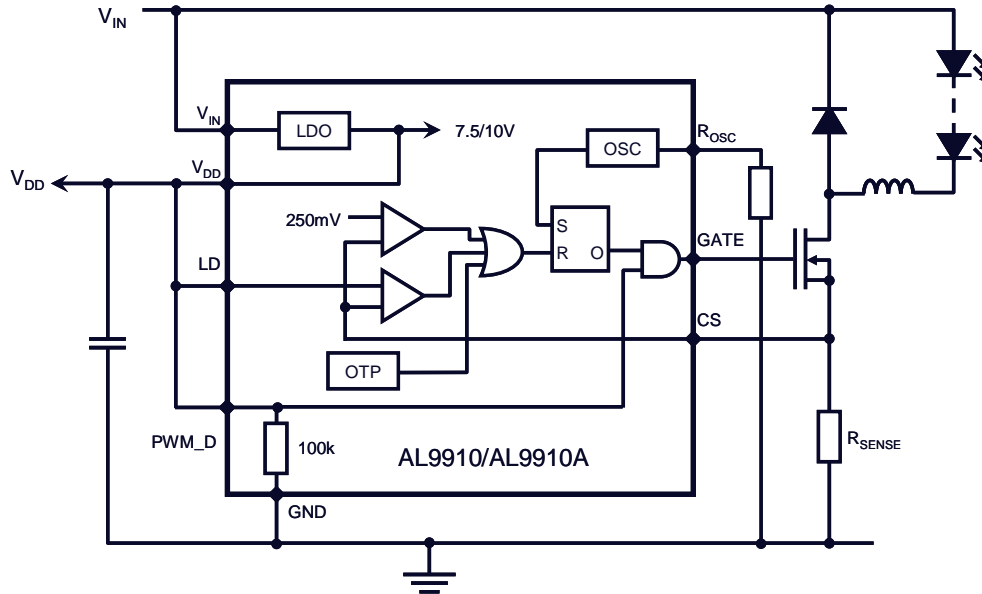 VIN
VIN
LDO
7.5/10V
ROSC
OSC
VDD
VDD
250mV
S
R
O
GATE
LD
CS
OTP
PWM_D
100k
AL9910/AL9910A
RSENSE
GND